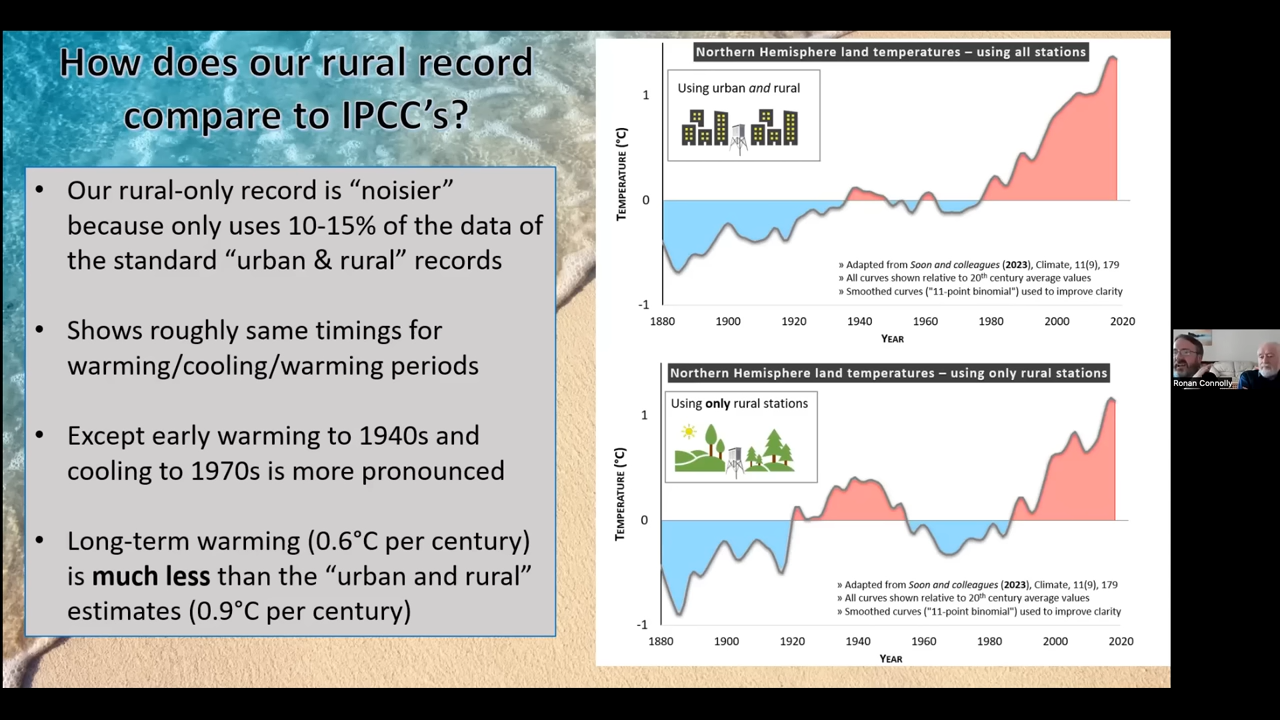 How does our rural record
compare to IPCC's?
• Our rural-only record is “noisier”
because only uses 10-15% of the data of
the standard “urban & rural” records
• Shows roughly same timings for
warming/cooling/warming periods
• Except early warming to 1940s and
cooling to 1970s is more pronounced
• Long-term warming (0.6°C per century)
is much less than the “urban and rural”
estimates (0.9°C per century)
Northern Hemisphere land temperatures – using all stations
Using urban and rural
1
0
-1
TEMPERATURE (°C)
» Adapted from Soon and colleagues (2023), Climate, 11(9), 179
» All curves shown relative to 20th century average values
» Smoothed curves ("11-point binomial") used to improve clarity
1880 1900 1920 1940 1960 1980 2000 2020
YEAR
Northern Hemisphere land temperatures – using only rural stations
Using only rural stations
1
0
-1
TEMPERATURE (°C)
» Adapted from Soon and colleagues (2023), Climate, 11(9), 179
» All curves shown relative to 20th century average values
» Smoothed curves ("11-point binomial") used to improve clarity
1880 1900 1920 1940 1960 1980 2000 2020
YEAR
Ronan Connolly